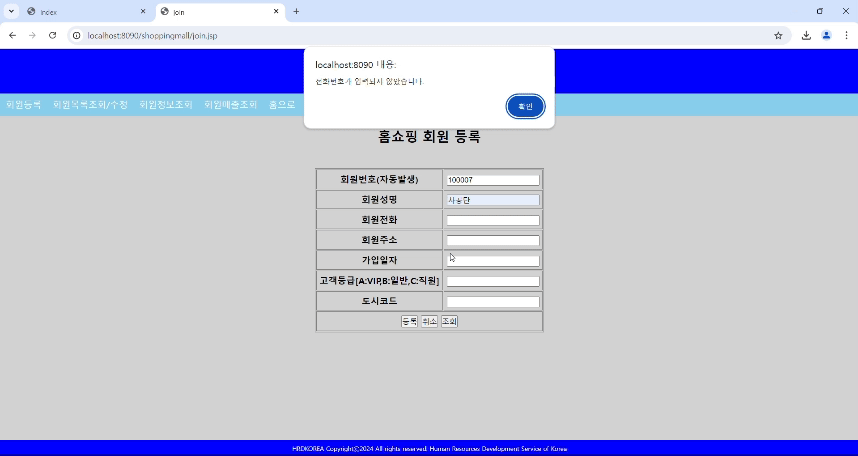 index
join
localhost:8090/shoppingmall/join.jsp
localhost:8090 내용:
전화번호가 입력되지 않았습니다.
확인
회원등록 회원목록조회/수정 회원정보조회 회원매출조회 홈으로
홈쇼핑 회원 등록
회원번호(자동발생) 100007
회원성명
회원전화
회원주소
가입일자
고객등급[A:VIP,B:일반,C:직원]
도시코드
등록 취소 조회
HRDKOREA Copyrightⓒ2024 All rights reserved. Human Resources Development Service of Korea